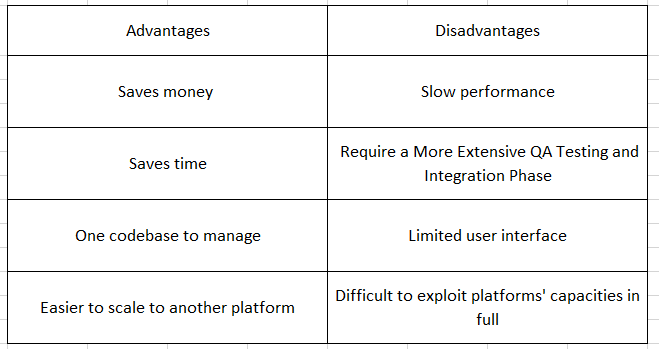 Advantages
Disadvantages
Saves money
Slow performance
Saves time
Require a More Extensive QA Testing and
Integration Phase
One codebase to manage
Limited user interface
Easier to scale to another platform
Difficult to exploit platforms' capacities in
full